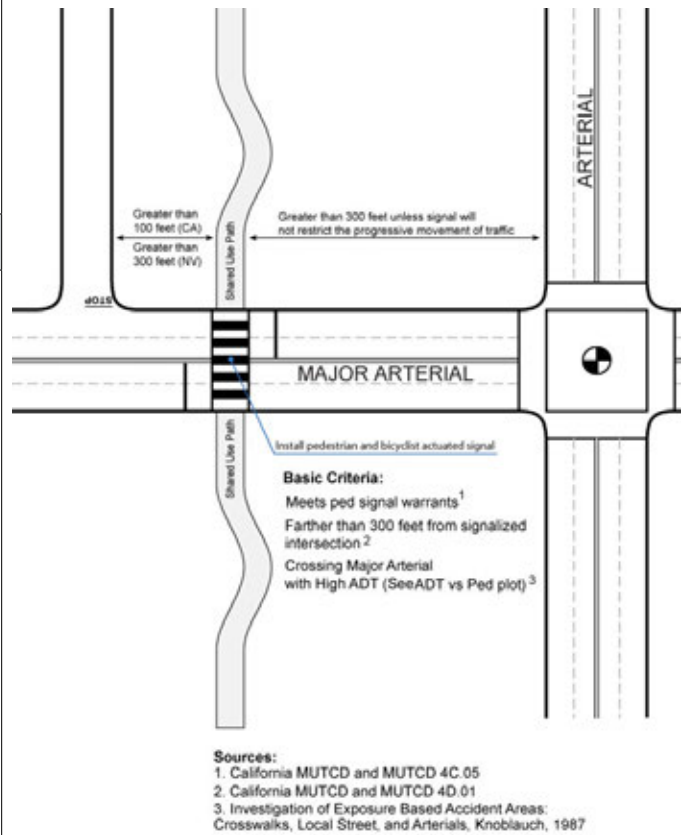 ARTERIAL
Greater than
100 feet (CA)
Greater than
300 feet (NV)
Shared Use Path
Greater than 300 feet unless signal will
not restrict the progressive movement of traffic
STOP
MAJOR ARTERIAL
Shared Use Path
Install pedestrian and bicyclist actuated signal
Basic Criteria:
Meets ped signal warrants1
Farther than 300 feet from signalized
intersection 2
Crossing Major Arterial
with High ADT (SeeADT vs Ped plot) 3
Sources:
1. California MUTCD and MUTCD 4C.05
2. California MUTCD and MUTCD 4D.01
3. Investigation of Exposure Based Accident Areas:
Crosswalks, Local Street, and Arterials, Knoblauch, 1987